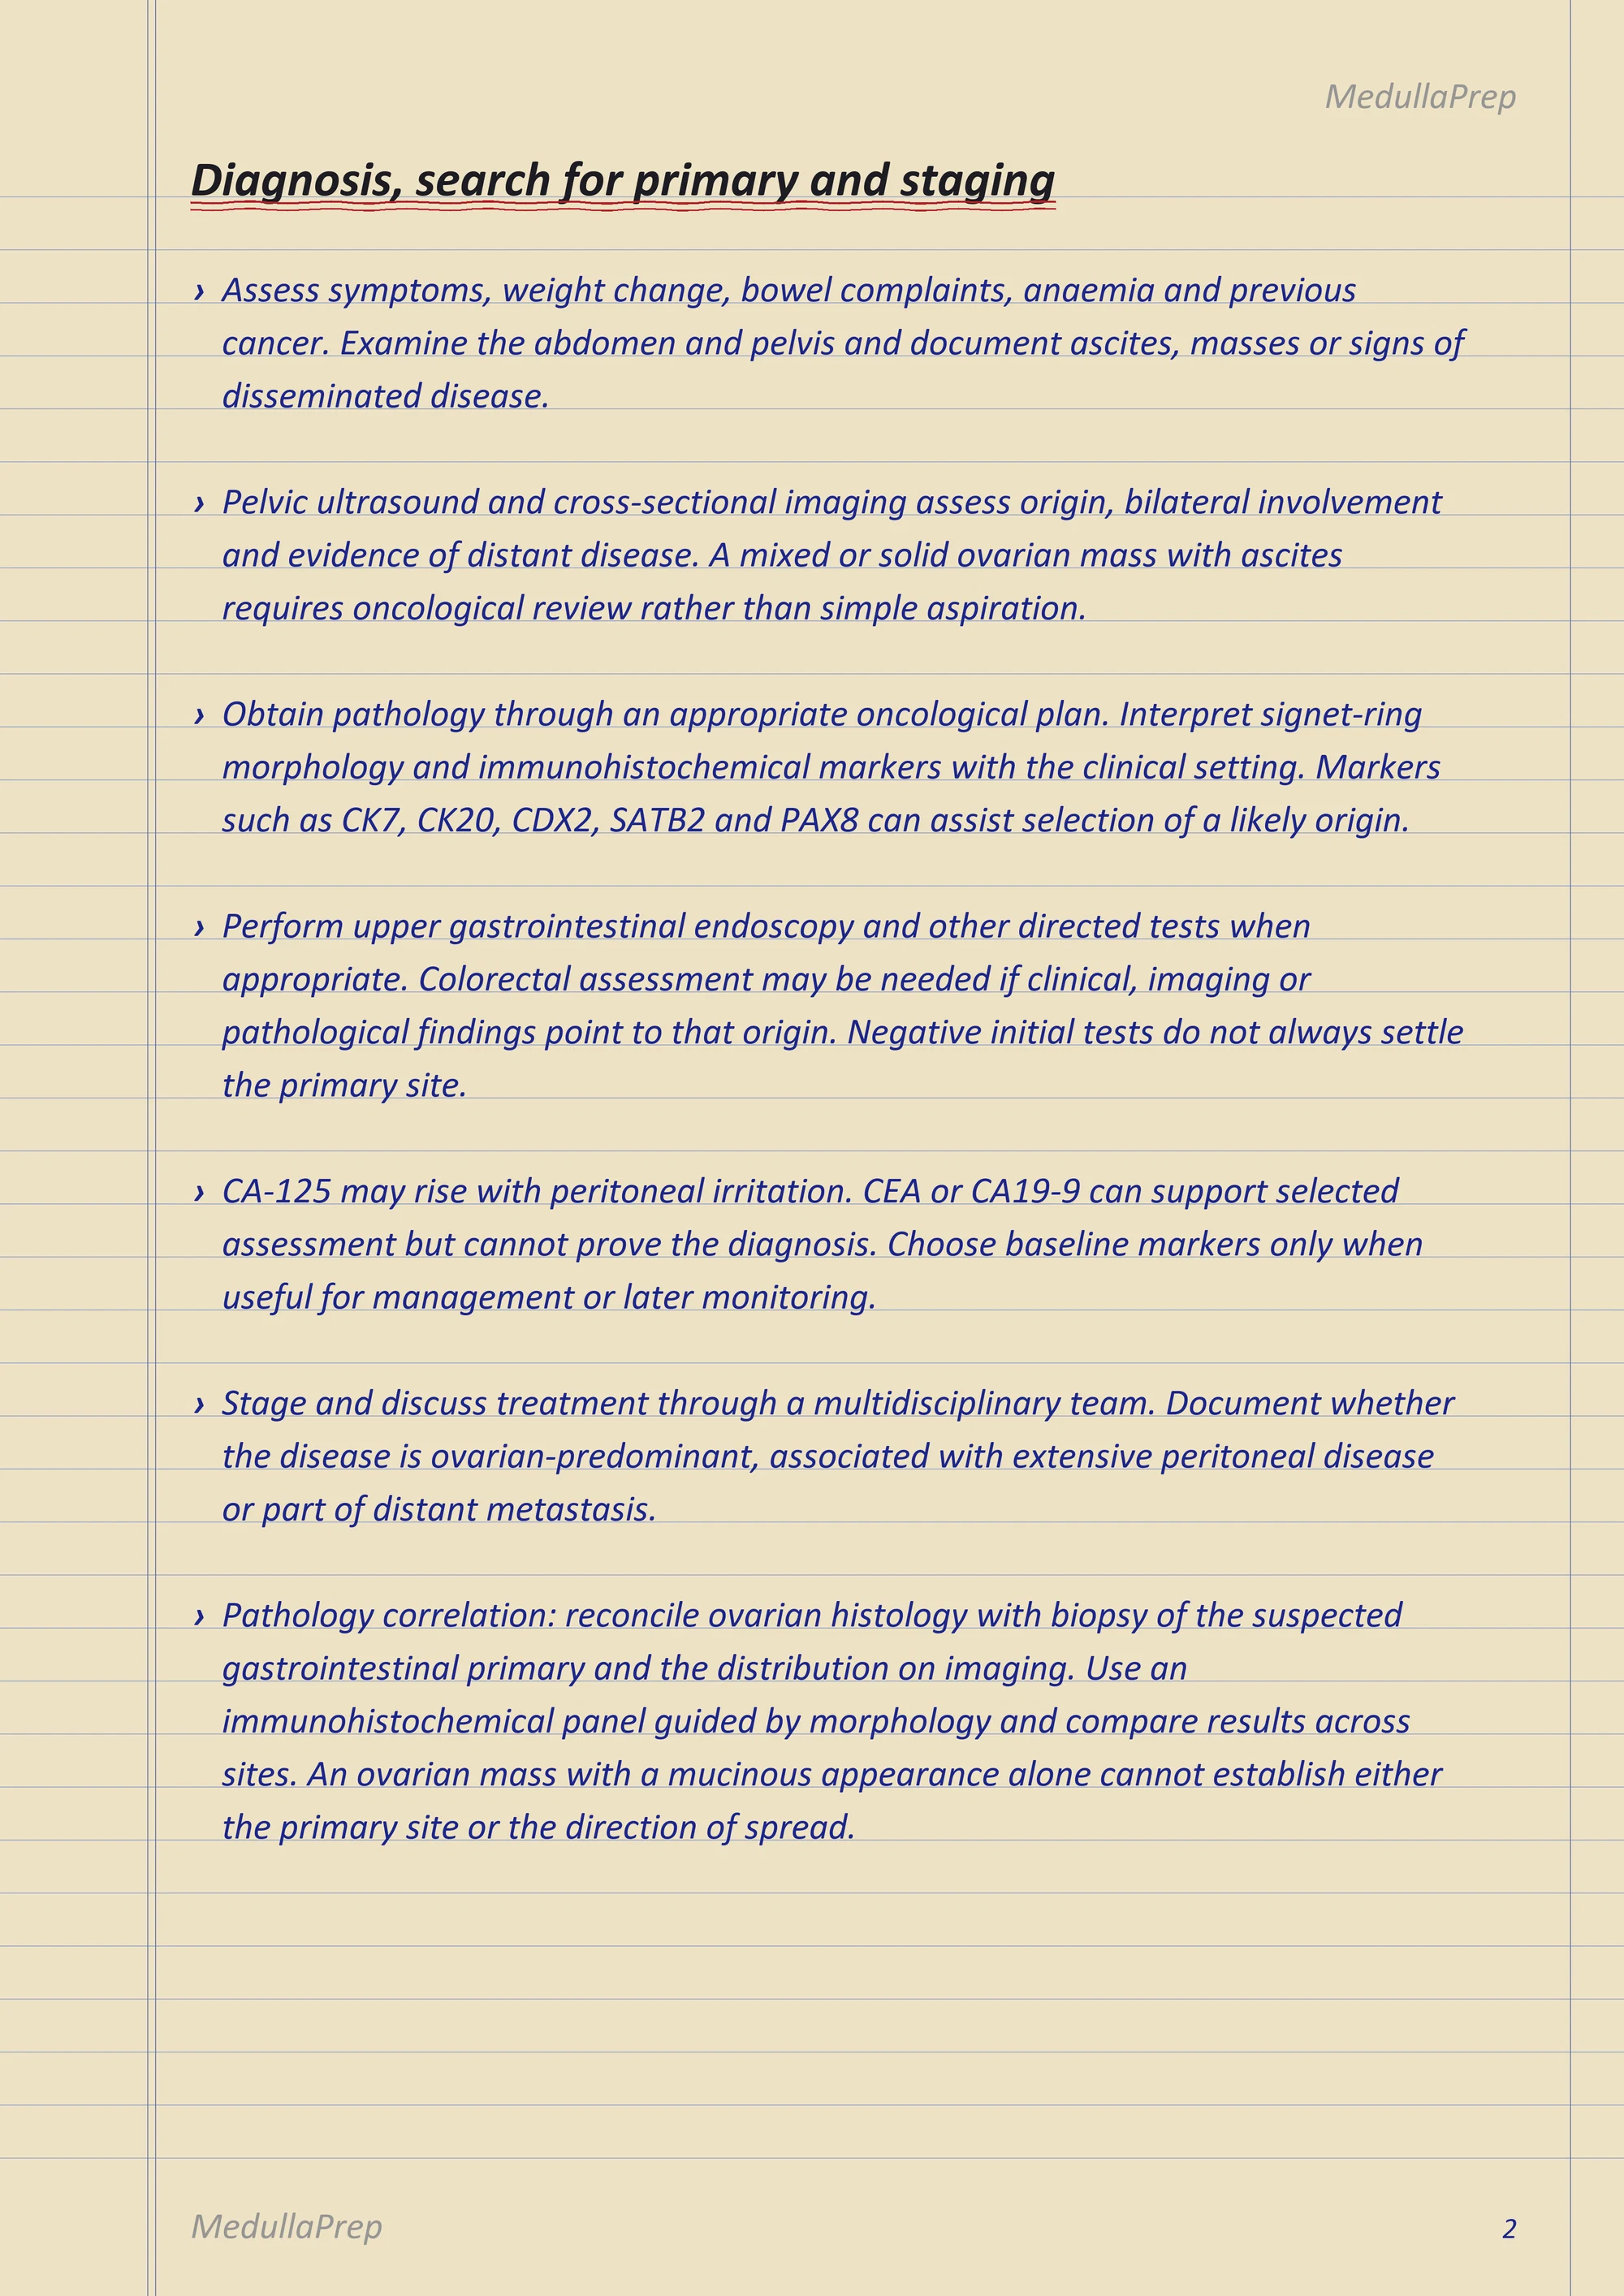 MedullaPrep
Diagnosis, search for primary and staging
› Assess symptoms, weight change, bowel complaints, anaemia and previous
cancer. Examine the abdomen and pelvis and document ascites, masses or signs of
disseminated disease.
› Pelvic ultrasound and cross-sectional imaging assess origin, bilateral involvement
and evidence of distant disease. A mixed or solid ovarian mass with ascites
requires oncological review rather than simple aspiration.
› Obtain pathology through an appropriate oncological plan. Interpret signet-ring
morphology and immunohistochemical markers with the clinical setting. Markers
such as CK7, CK20, CDX2, SATB2 and PAX8 can assist selection of a likely origin.
› Perform upper gastrointestinal endoscopy and other directed tests when
appropriate. Colorectal assessment may be needed if clinical, imaging or
pathological findings point to that origin. Negative initial tests do not always settle
the primary site.
› CA-125 may rise with peritoneal irritation. CEA or CA19-9 can support selected
assessment but cannot prove the diagnosis. Choose baseline markers only when
useful for management or later monitoring.
› Stage and discuss treatment through a multidisciplinary team. Document whether
the disease is ovarian-predominant, associated with extensive peritoneal disease
or part of distant metastasis.
› Pathology correlation: reconcile ovarian histology with biopsy of the suspected
gastrointestinal primary and the distribution on imaging. Use an
immunohistochemical panel guided by morphology and compare results across
sites. An ovarian mass with a mucinous appearance alone cannot establish either
the primary site or the direction of spread.
MedullaPrep
2